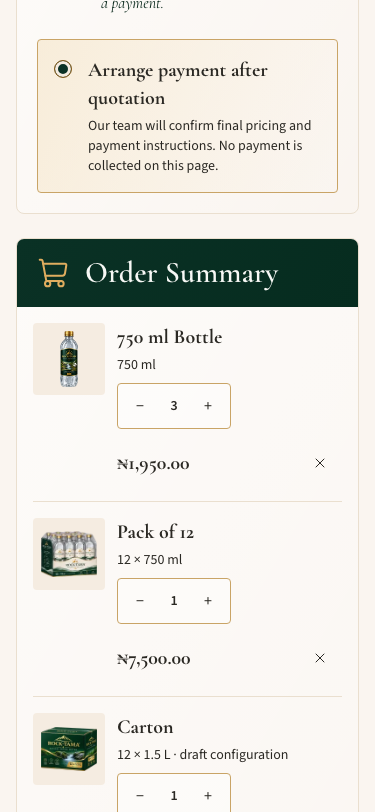 a payment.
Arrange payment after
quotation
Our team will confirm final pricing and
payment instructions. No payment is
collected on this page.
Order Summary
750 ml Bottle
750 ml
− 3 +
₦1,950.00 ×
Pack of 12
12 × 750 ml
− 1 +
₦7,500.00 ×
Carton
12 × 1.5 L · draft configuration
− 1 +
ROCK TAMA